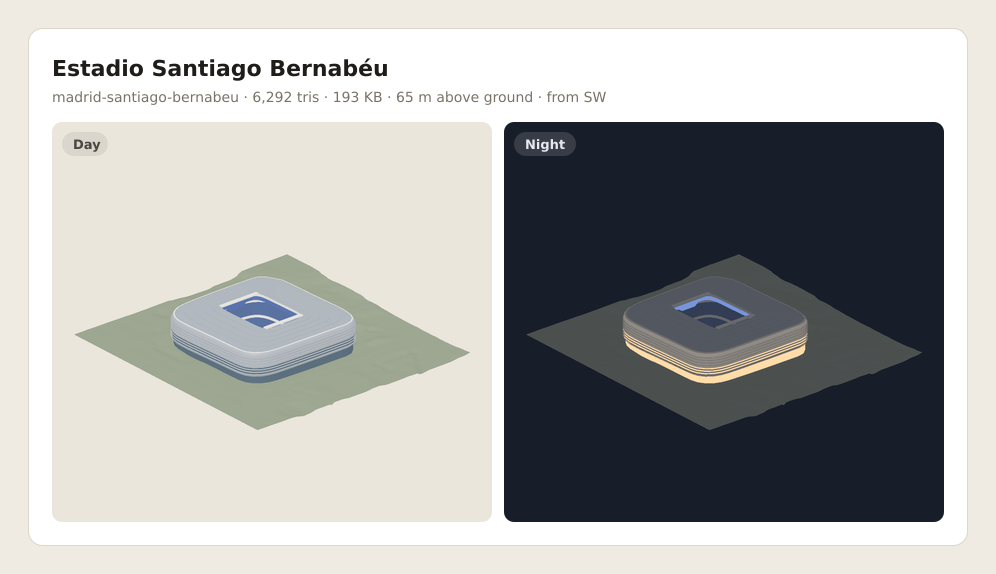 Estadio Santiago Bernabéu
madrid-santiago-bernabeu · 6,292 tris · 193 KB · 65 m above ground · from SW
Day
Night